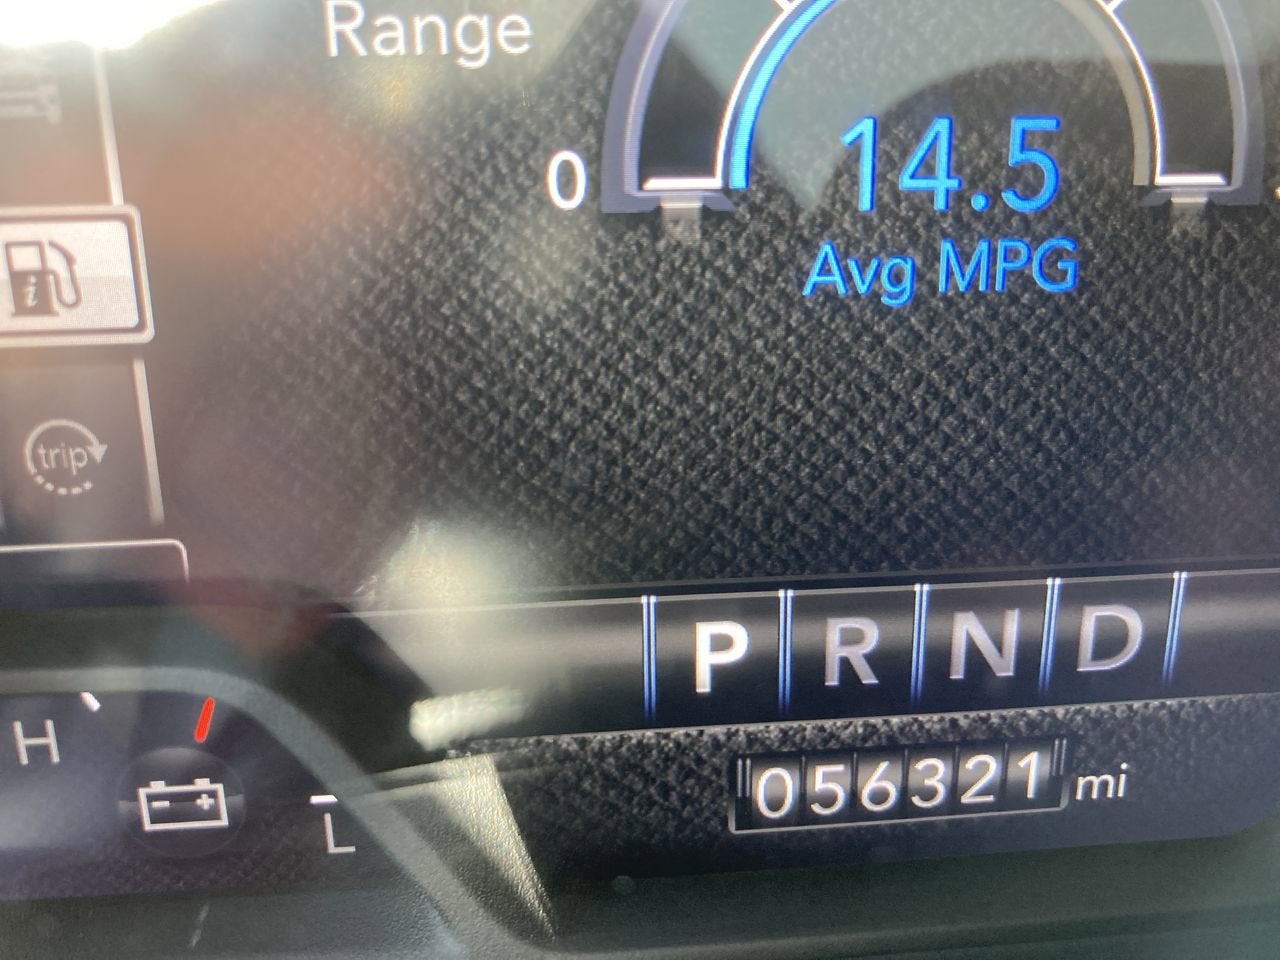 Range
0
14.5
Avg MPG
i
trip
P R N D
H
- +
L
056321 mi